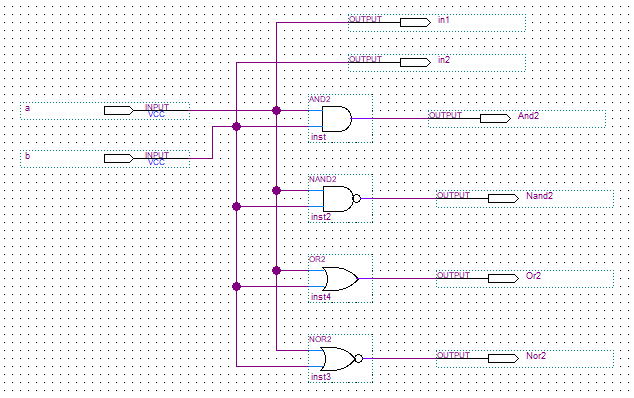 OUTPUT in1
OUTPUT in2
AND2
a INPUT
VCC
OUTPUT And2
inst
b INPUT
VCC
NAND2
OUTPUT Nand2
inst2
OR2
OUTPUT Or2
inst4
NOR2
OUTPUT Nor2
inst3